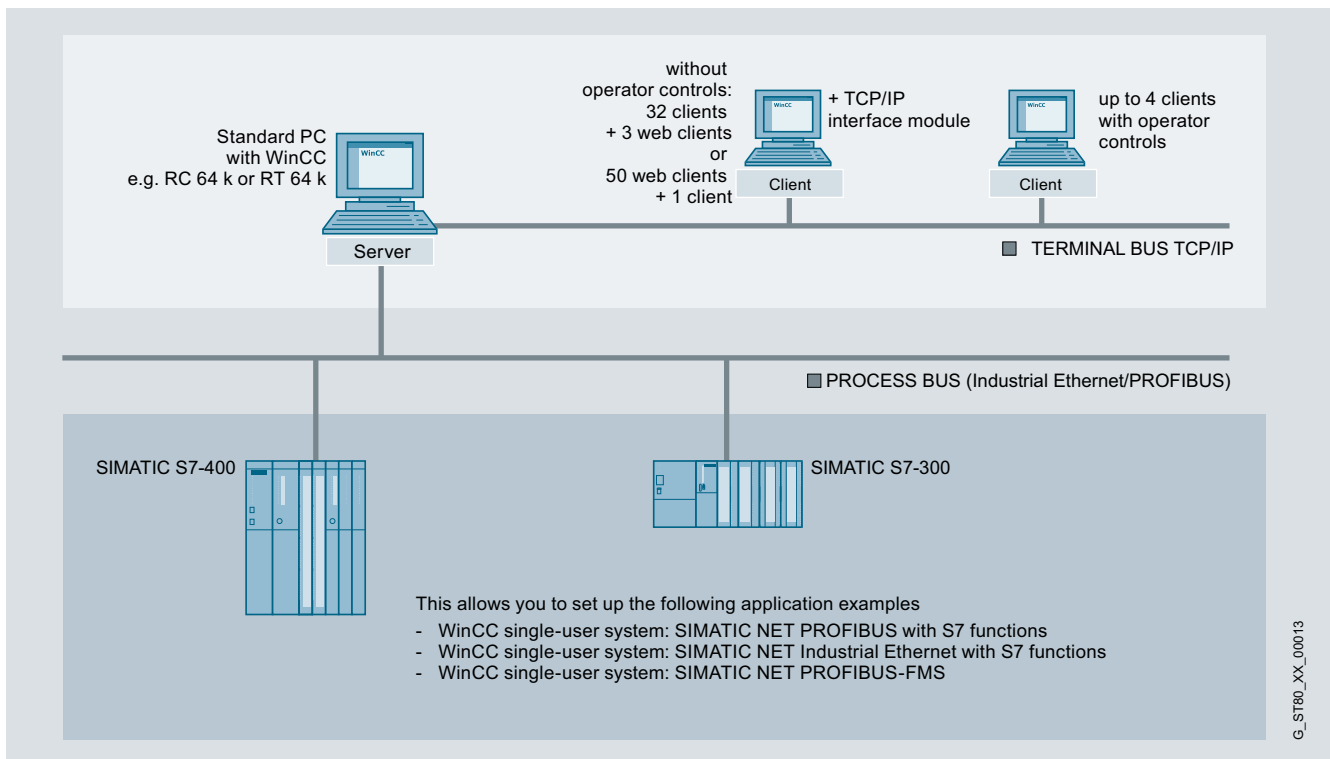 without
operator controls:
32 clients
+ 3 web clients
or
50 web clients
+ 1 client
WinCC
+ TCP/IP
interface module
Client
WinCC
up to 4 clients
with operator
controls
Client
Standard PC
with WinCC
e.g. RC 64 k or RT 64 k
WinCC
Server
TERMINAL BUS TCP/IP
PROCESS BUS (Industrial Ethernet/PROFIBUS)
SIMATIC S7-400
SIMATIC S7-300
This allows you to set up the following application examples
- WinCC single-user system: SIMATIC NET PROFIBUS with S7 functions
- WinCC single-user system: SIMATIC NET Industrial Ethernet with S7 functions
- WinCC single-user system: SIMATIC NET PROFIBUS-FMS
G_ST80_XX_00013